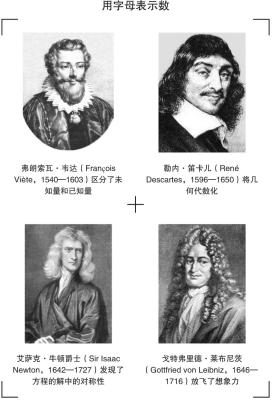 用字母表示数
弗朗索瓦·韦达（François
Viète，1540—1603）区分了未
知量和已知量
勒内·笛卡儿（René
Descartes，1596—1650）将几
何代数化
艾萨克·牛顿爵士（Sir Isaac
Newton，1642—1727）发现了
方程的解中的对称性
戈特弗里德·莱布尼茨
（Gottfried von Leibniz，1646—
1716）放飞了想象力